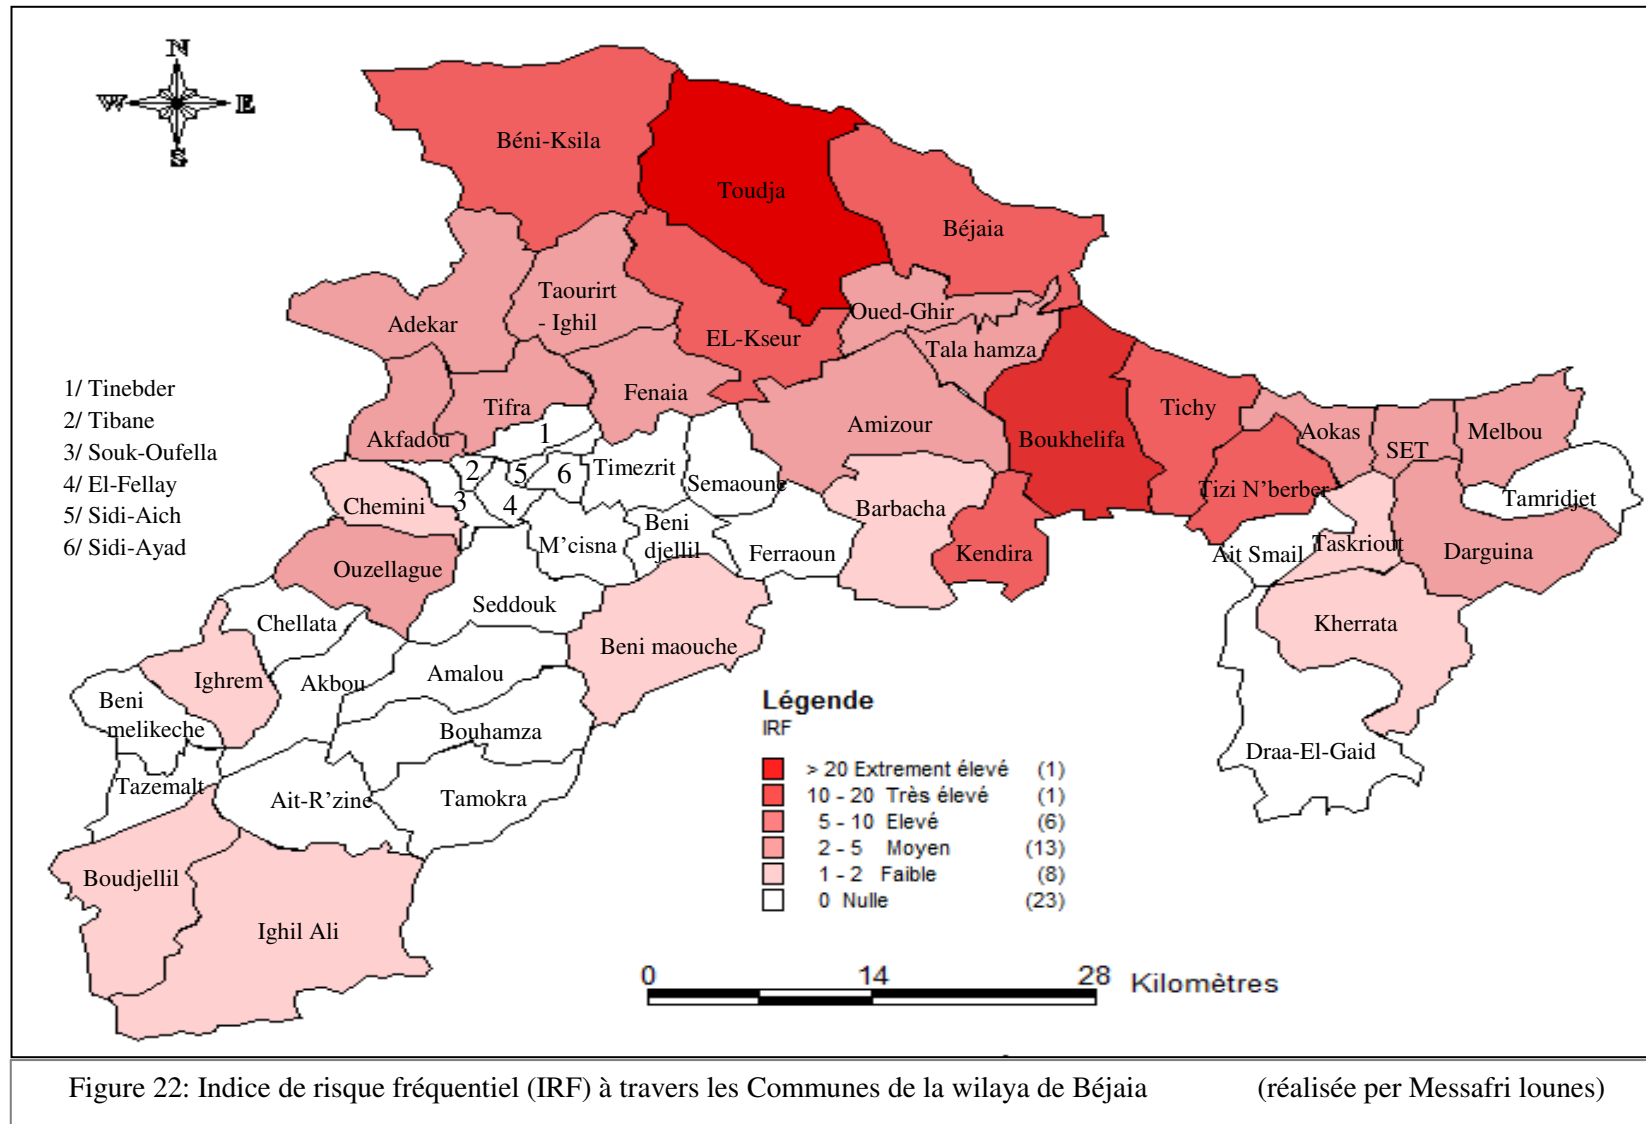 N
W E
S
Béni-Ksila
Toudja
Béjaia
Taourirt
- Ighil
Adekar
EL-Kseur
Oued-Ghir
Tala hamza
1/ Tinebder
2/ Tibane
3/ Souk-Oufella
4/ El-Fellay
5/ Sidi-Aich
6/ Sidi-Ayad
Akfadou
Tifra
Fenaia
Amizour
Boukhelifa
Tichy
Aokas
SET
Melbou
1
2
3
4
5
6
Timezrit
Semaoune
Chemini
Barbacha
Tizi N’berber
Tamridjet
M’cisna
Beni
djellil
Ferraoun
Kendira
Ait Smail
Taskriout
Darguina
Ouzellague
Seddouk
Chellata
Beni maouche
Kherrata
Ighrem
Akbou
Amalou
Beni
melikeche
Bouhamza
Draa-El-Gaid
Tazemalt
Ait-R’zine
Tamokra
Boudjellil
Ighil Ali
Légende
IRF
> 20 Extrement élevé (1)
10 - 20 Très élevé (1)
5 - 10 Elevé (6)
2 - 5 Moyen (13)
1 - 2 Faible (8)
0 Nulle (23)
0 14 28 Kilomètres
Figure 22: Indice de risque fréquentiel (IRF) à travers les Communes de la wilaya de Béjaia (réalisée per Messafri lounes)